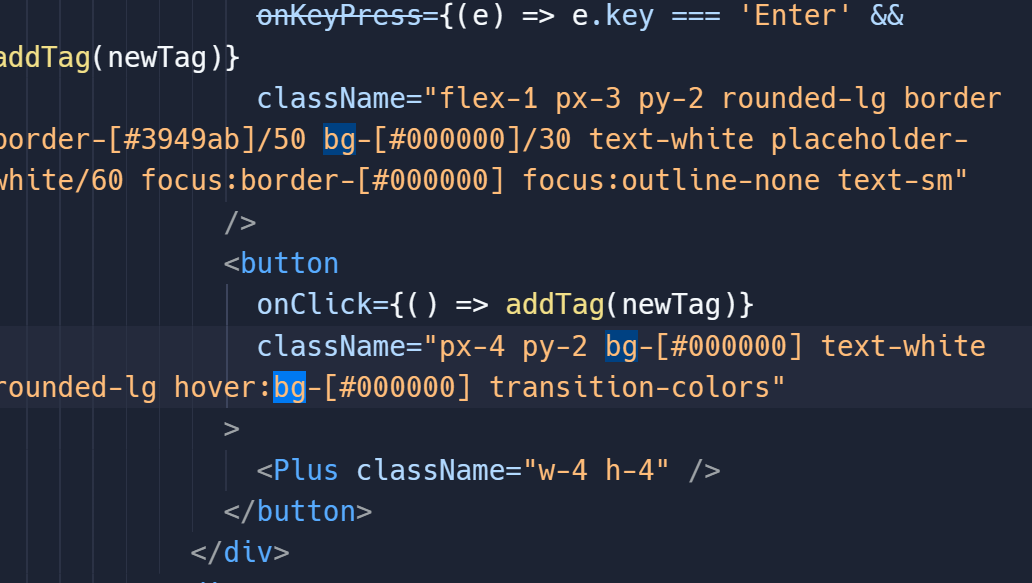 onKeyPress={(e) => e.key === 'Enter' &&
addTag(newTag)}
className="flex-1 px-3 py-2 rounded-lg border
border-[#3949ab]/50 bg-[#000000]/30 text-white placeholder-
white/60 focus:border-[#000000] focus:outline-none text-sm"
/>
<button
onClick={() => addTag(newTag)}
className="px-4 py-2 bg-[#000000] text-white
rounded-lg hover:bg-[#000000] transition-colors"
>
<Plus className="w-4 h-4" />
</button>
</div>